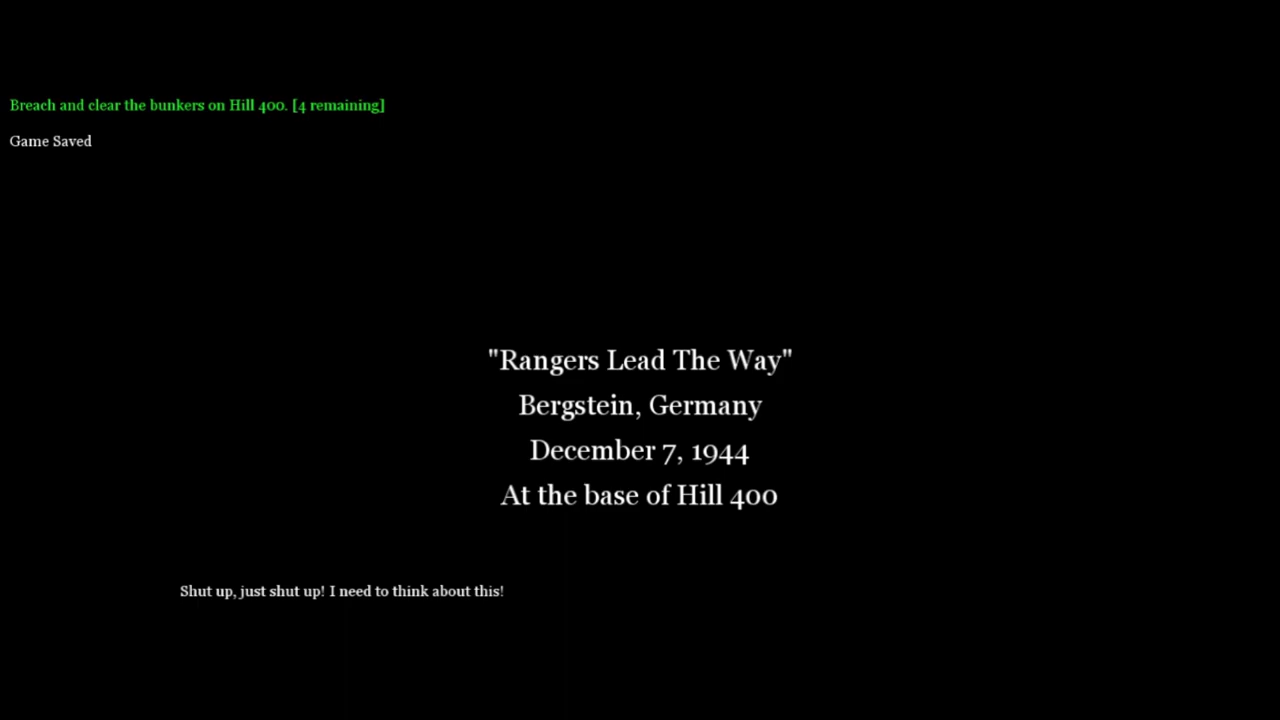 Breach and clear the bunkers on Hill 400. [4 remaining]
Game Saved
"Rangers Lead The Way"
Bergstein, Germany
December 7, 1944
At the base of Hill 400
Shut up, just shut up! I need to think about this!